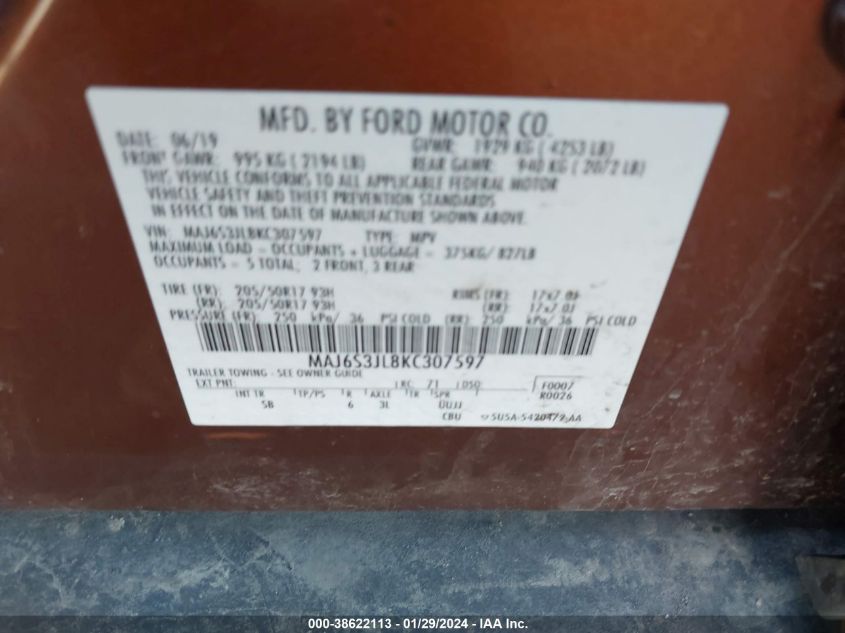 MFD. BY FORD MOTOR CO.
DATE: 06/19 GVWR: 1929 KG ( 4253 LB)
FRONT GAWR: 995 KG ( 2194 LB) REAR GAWR: 940 KG ( 2072 LB)
THIS VEHICLE CONFORMS TO ALL APPLICABLE FEDERAL MOTOR
VEHICLE SAFETY AND THEFT PREVENTION STANDARDS
IN EFFECT ON THE DATE OF MANUFACTURE SHOWN ABOVE.
VIN: MAJ6S3JL8KC307597 TYPE: MPV
MAXIMUM LOAD - OCCUPANTS + LUGGAGE - 375KG/ 827LB
OCCUPANTS - 5 TOTAL, 2 FRONT, 3 REAR
TIRE (FR): 205/50R17 93H RIMS (FR): 17x7.0J
(RR): 205/50R17 93H (RR): 17x7.0J
PRESSURE (FR): 250 kPa/ 36 PSI COLD (RR): 250 kPa/ 36 PSI COLD
MAJ6S3JL8KC307597
TRAILER TOWING - SEE OWNER GUIDE
EXT PNT: RC: 71 DSO: F0007
R0026
INT TR TP/PS R AXLE TR SPR
SB 6 3L UUJJ
CBU 5U5A-5420472-AA
000-38622113 - 01/29/2024 - IAA Inc.